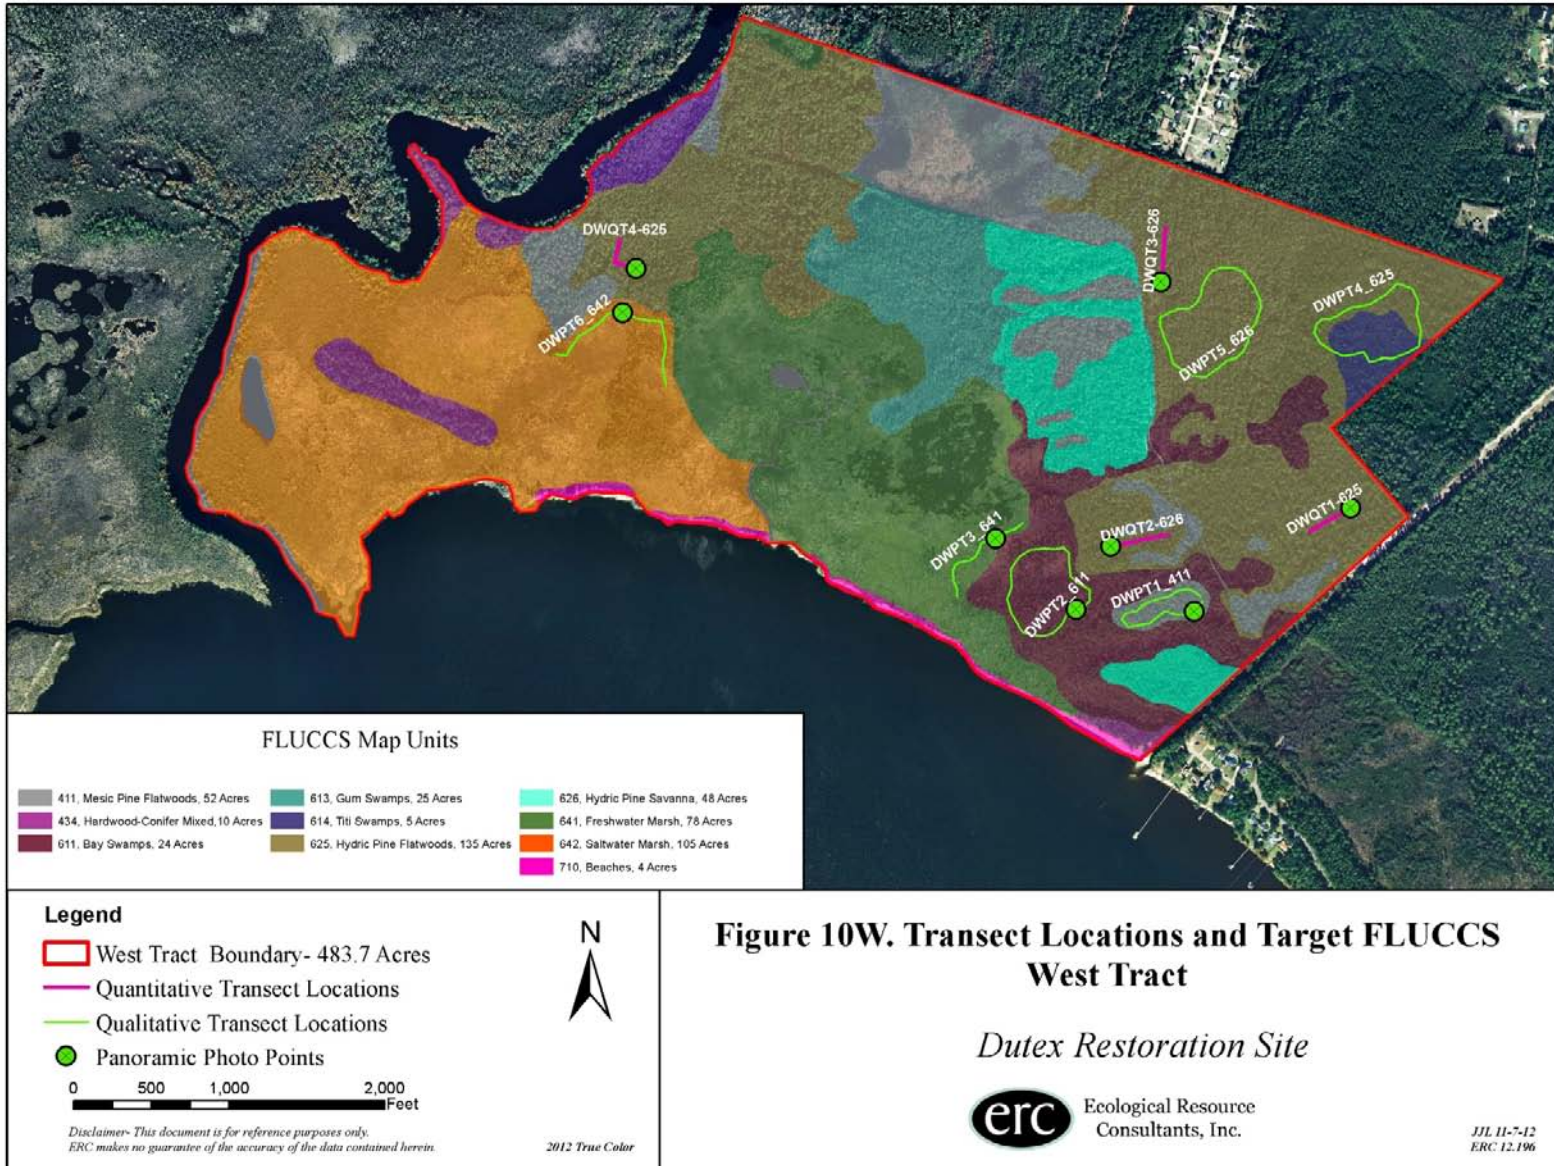 DWQT4-625
DWPT6_642
DWQT3-626
DWPT5_626
DWPT4_625
DWPT3_641
DWQT2-626
DWQT1-625
DWPT2_611
DWPT1_411
FLUCCS Map Units
411, Mesic Pine Flatwoods, 52 Acres
434, Hardwood-Conifer Mixed,10 Acres
611, Bay Swamps, 24 Acres
613, Gum Swamps, 25 Acres
614, Titi Swamps, 5 Acres
625, Hydric Pine Flatwoods, 135 Acres
626, Hydric Pine Savanna, 48 Acres
641, Freshwater Marsh, 78 Acres
642, Saltwater Marsh, 105 Acres
710, Beaches, 4 Acres
Legend
West Tract Boundary- 483.7 Acres
Quantitative Transect Locations
Qualitative Transect Locations
Panoramic Photo Points
0 500 1,000 2,000
Feet
N
Disclaimer- This document is for reference purposes only.
ERC makes no guarantee of the accuracy of the data contained herein.
2012 True Color
Figure 10W. Transect Locations and Target FLUCCS
West Tract
Dutex Restoration Site
erc
Ecological Resource
Consultants, Inc.
JJL 11-7-12
ERC 12.196